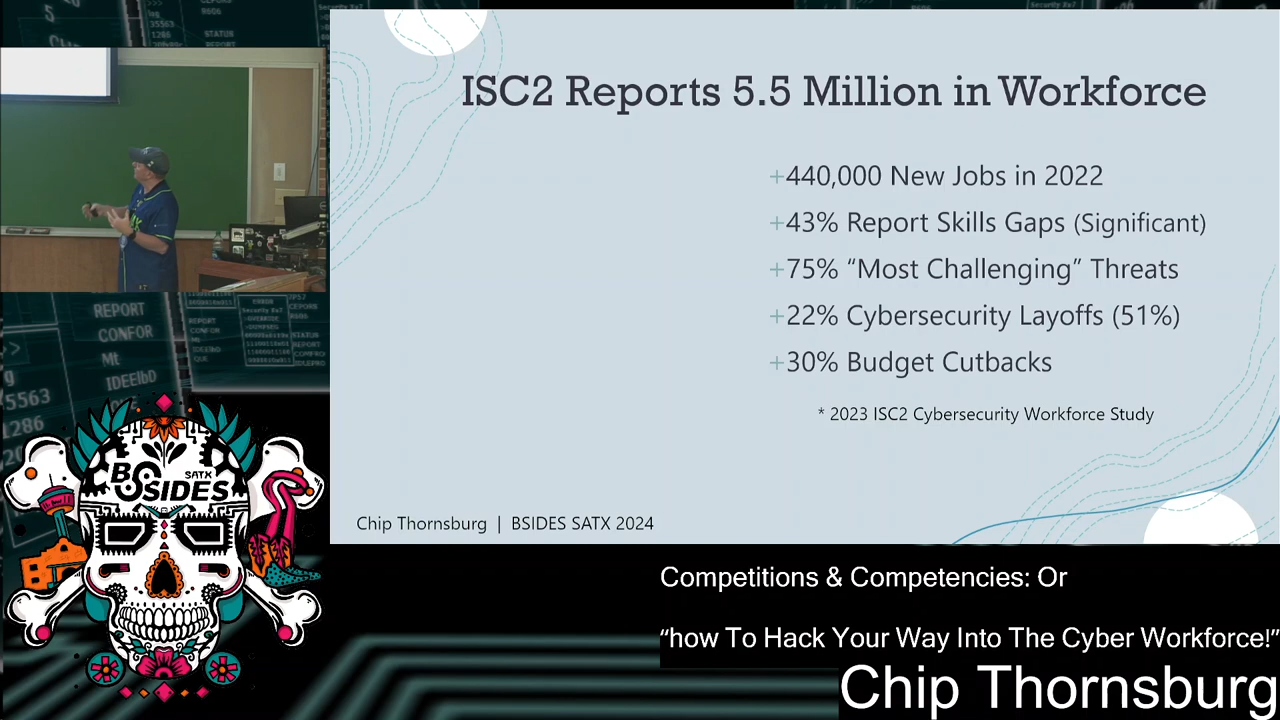 ISC2 Reports 5.5 Million in Workforce
+440,000 New Jobs in 2022
+43% Report Skills Gaps (Significant)
+75% “Most Challenging” Threats
+22% Cybersecurity Layoffs (51%)
+30% Budget Cutbacks
* 2023 ISC2 Cybersecurity Workforce Study
Chip Thornsburg | BSIDES SATX 2024
REPORT
CONFOR
Mt
IDEElbD
5563
1286
BSIDES
SATX
Competitions & Competencies: Or
“how To Hack Your Way Into The Cyber Workforce!”
Chip Thornsburg